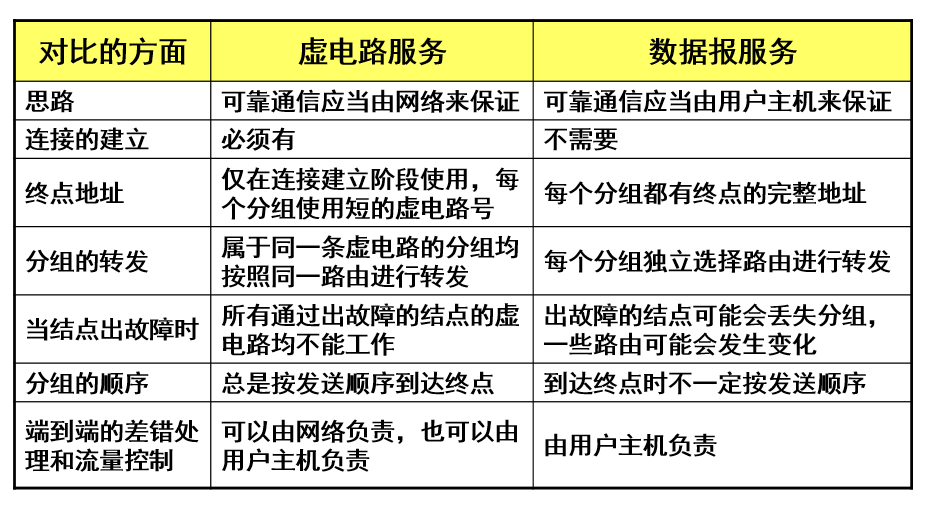 对比的方面 虚电路服务 数据报服务
思路 可靠通信应当由网络来保证 可靠通信应当由用户主机来保证
连接的建立 必须有 不需要
终点地址 仅在连接建立阶段使用，每
个分组使用短的虚电路号 每个分组都有终点的完整地址
分组的转发 属于同一条虚电路的分组均
按照同一路由进行转发 每个分组独立选择路由进行转发
当结点出故障时 所有通过出故障的结点的虚
电路均不能工作 出故障的结点可能会丢失分组，
一些路由可能会发生变化
分组的顺序 总是按发送顺序到达终点 到达终点时不一定按发送顺序
端到端的差错处
理和流量控制 可以由网络负责，也可以由
用户主机负责 由用户主机负责